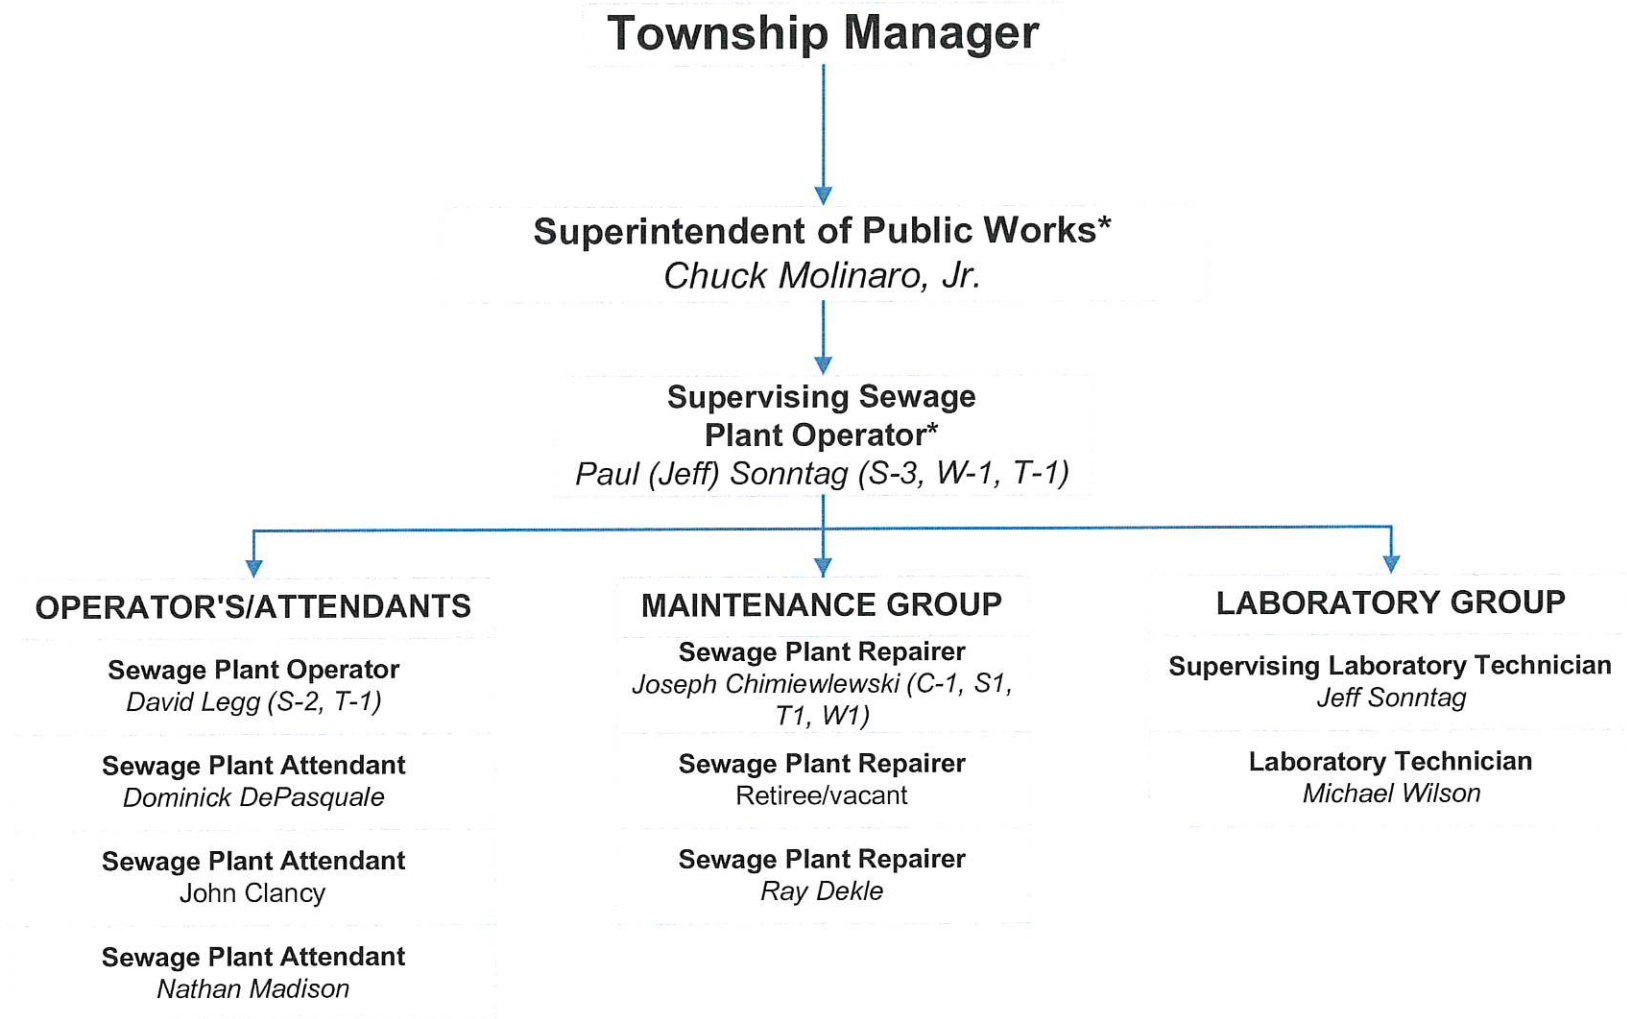 Township Manager
Superintendent of Public Works*
Chuck Molinaro, Jr.
Supervising Sewage
Plant Operator*
Paul (Jeff) Sonntag (S-3, W-1, T-1)
OPERATOR'S/ATTENDANTS
Sewage Plant Operator
David Legg (S-2, T-1)
Sewage Plant Attendant
Dominick DePasquale
Sewage Plant Attendant
John Clancy
Sewage Plant Attendant
Nathan Madison
MAINTENANCE GROUP
Sewage Plant Repairer
Joseph Chimiewlewski (C-1, S1,
T1, W1)
Sewage Plant Repairer
Retiree/vacant
Sewage Plant Repairer
Ray Dekle
LABORATORY GROUP
Supervising Laboratory Technician
Jeff Sonntag
Laboratory Technician
Michael Wilson